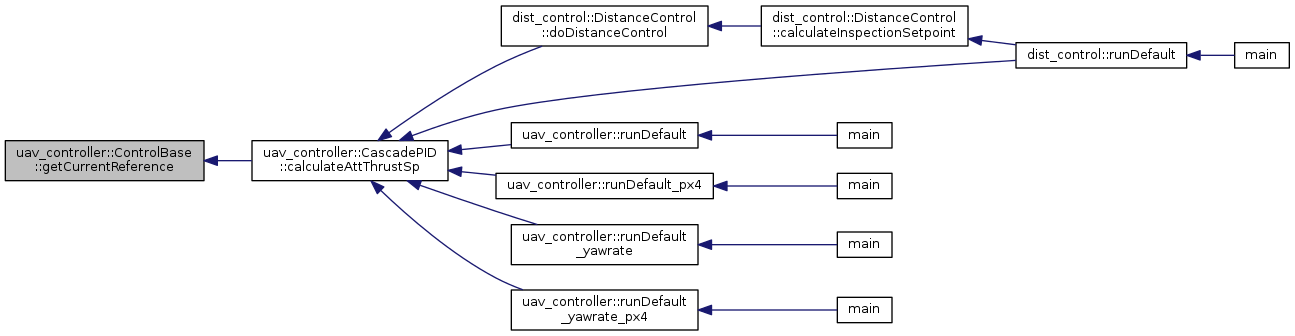 uav_controller::ControlBase
::getCurrentReference
uav_controller::CascadePID
::calculateAttThrustSp
dist_control::DistanceControl
::doDistanceControl
dist_control::DistanceControl
::calculateInspectionSetpoint
dist_control::runDefault
main
uav_controller::runDefault
main
uav_controller::runDefault_px4
main
uav_controller::runDefault
_yawrate
main
uav_controller::runDefault
_yawrate_px4
main